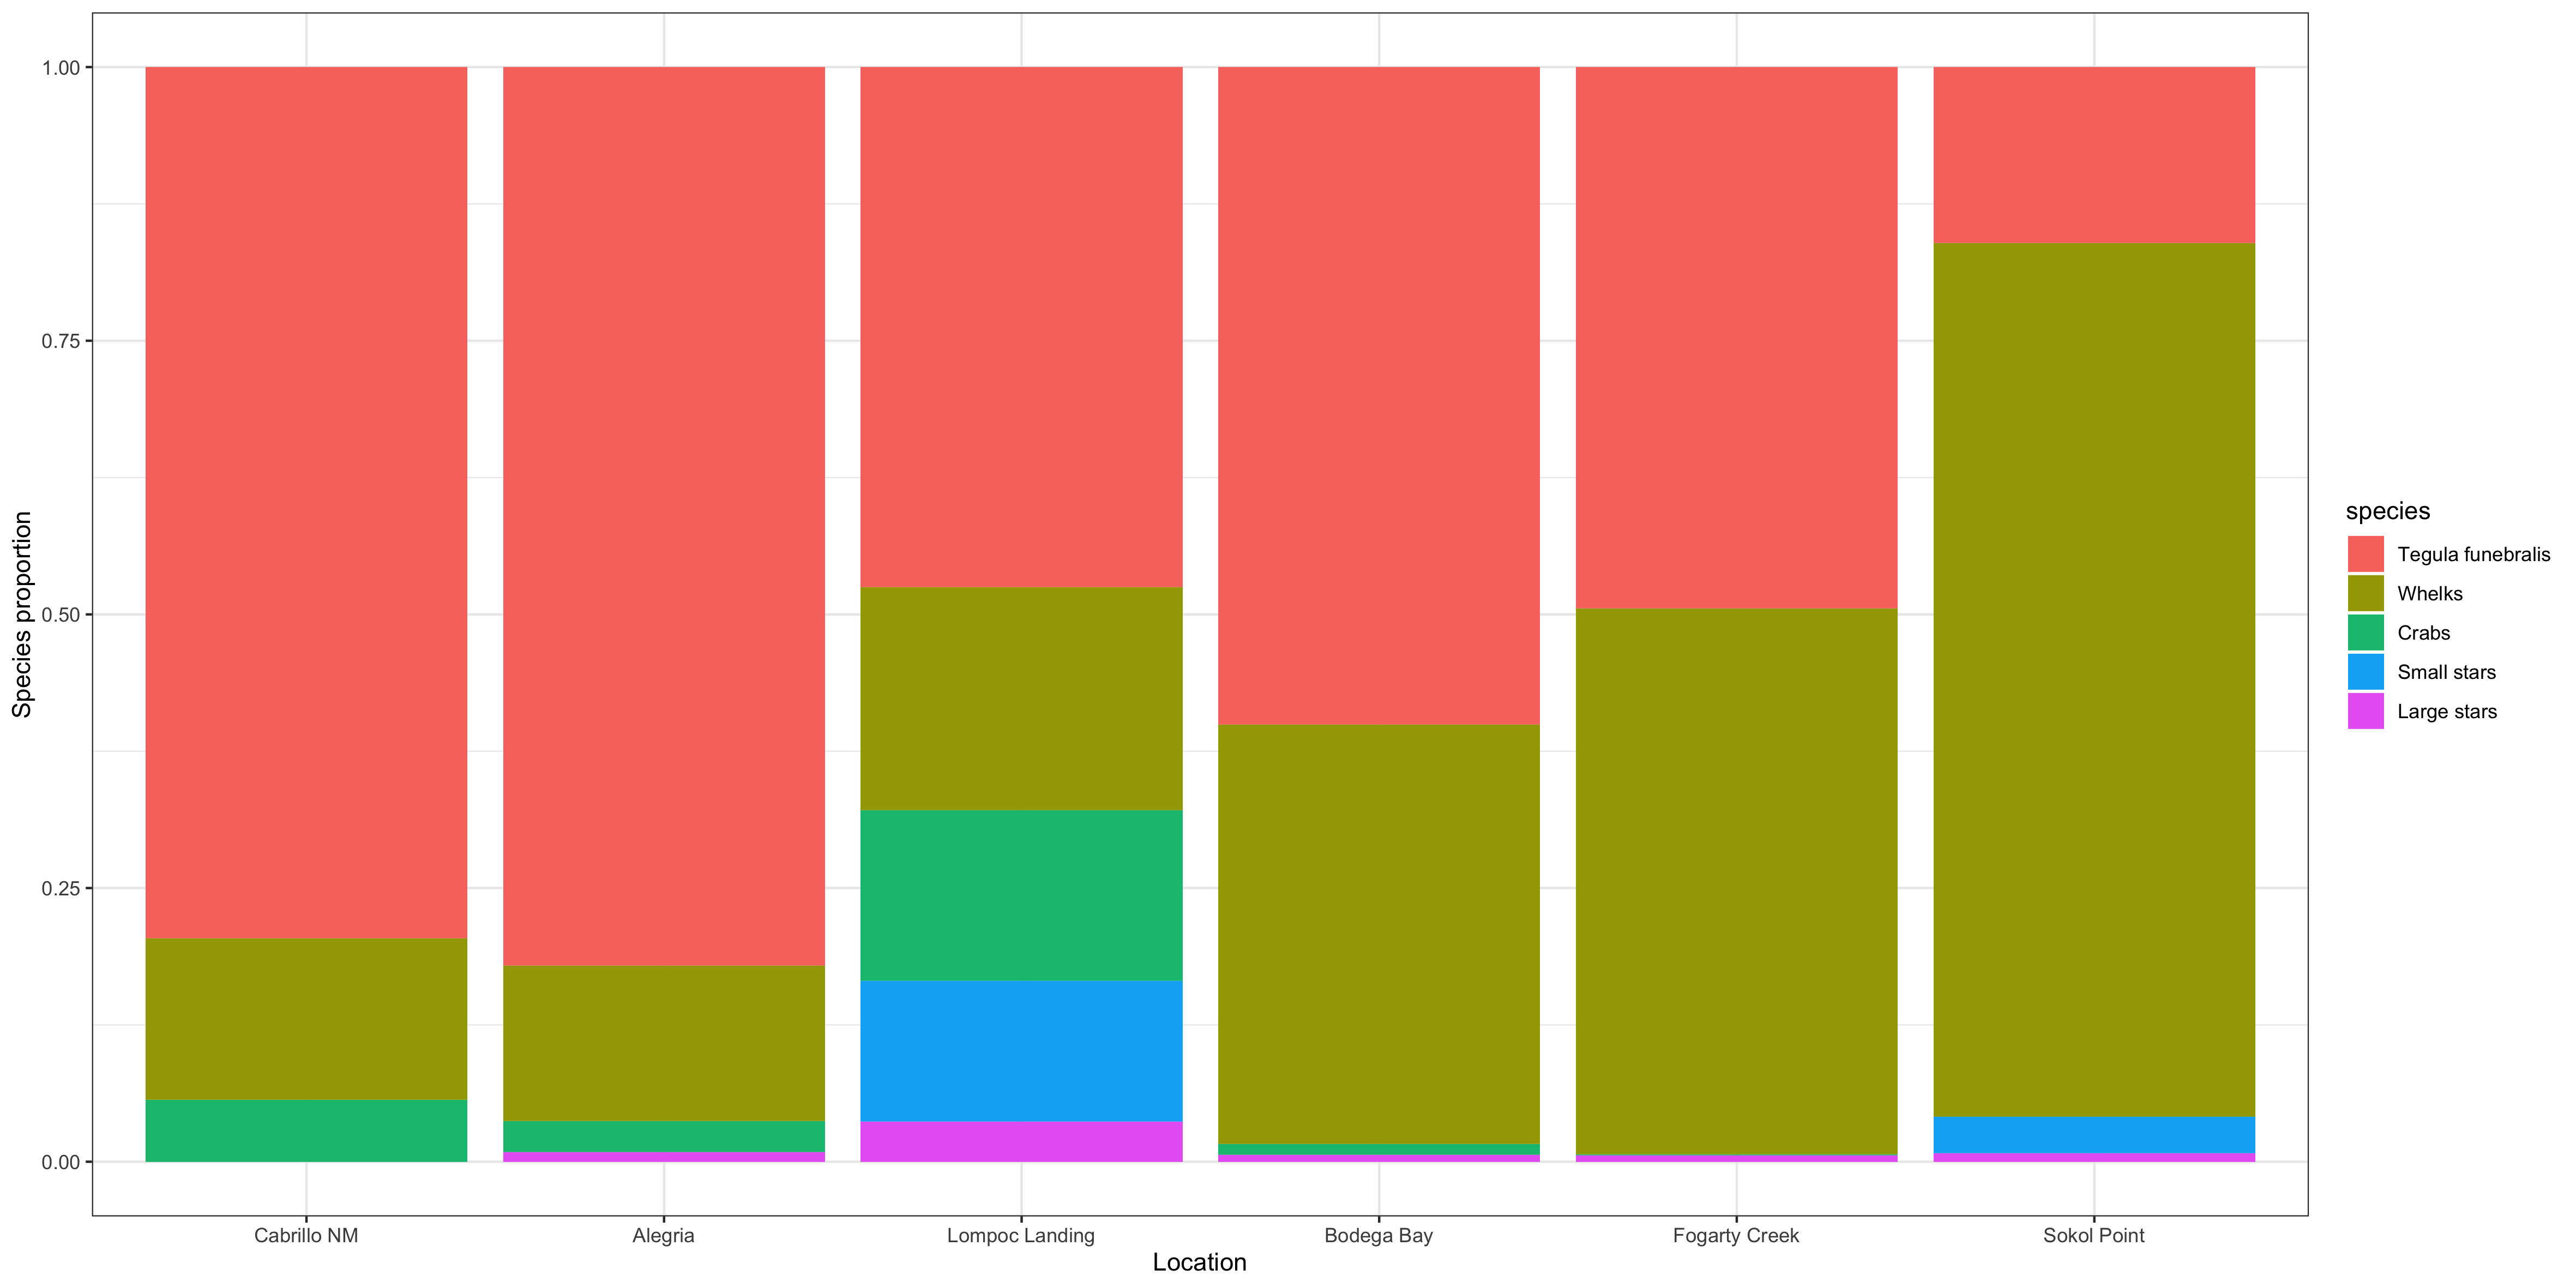 1.00
0.75
0.50
0.25
0.00
Species proportion
Cabrillo NM
Alegria
Lompoc Landing
Bodega Bay
Fogarty Creek
Sokol Point
Location
species
Tegula funebralis
Whelks
Crabs
Small stars
Large stars